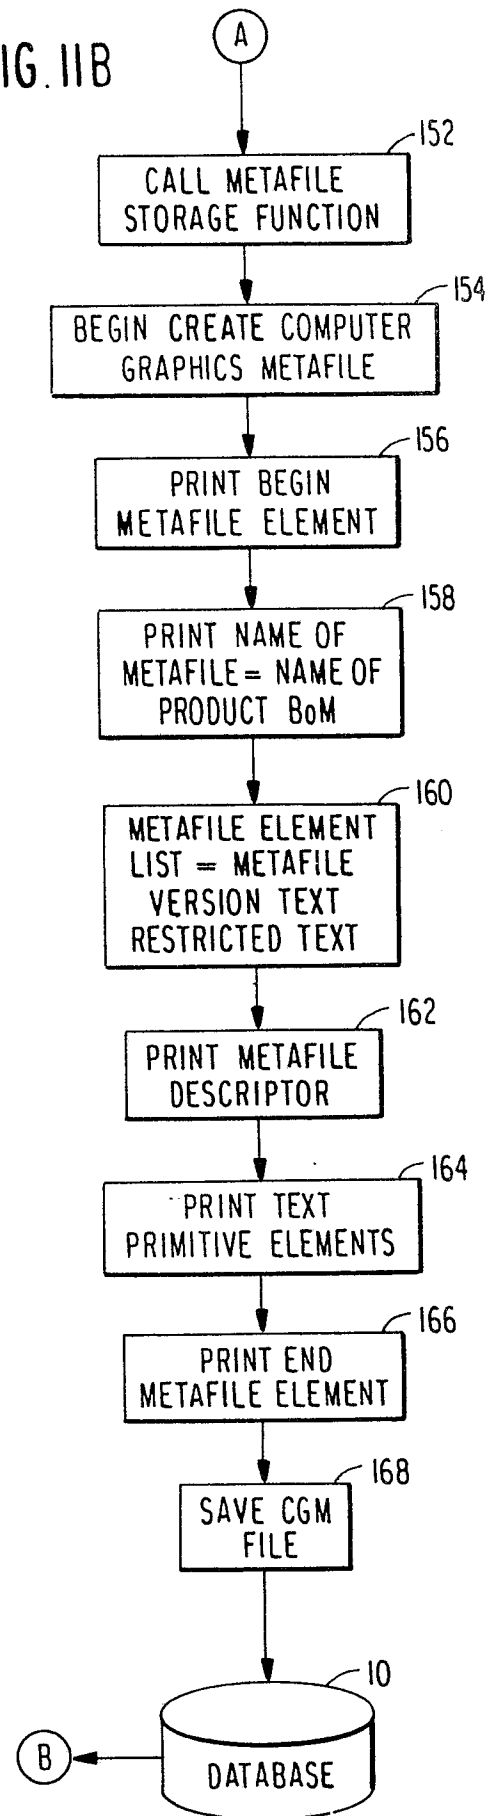 A
IG. 11B
152
CALL METAFILE
STORAGE FUNCTION
154
BEGIN CREATE COMPUTER
GRAPHICS METAFILE
156
PRINT BEGIN
METAFILE ELEMENT
158
PRINT NAME OF
METAFILE = NAME OF
PRODUCT BoM
160
METAFILE ELEMENT
LIST = METAFILE
VERSION TEXT
RESTRICTED TEXT
162
PRINT METAFILE
DESCRIPTOR
164
PRINT TEXT
PRIMITIVE ELEMENTS
166
PRINT END
METAFILE ELEMENT
168
SAVE CGM
FILE
10
B
DATABASE